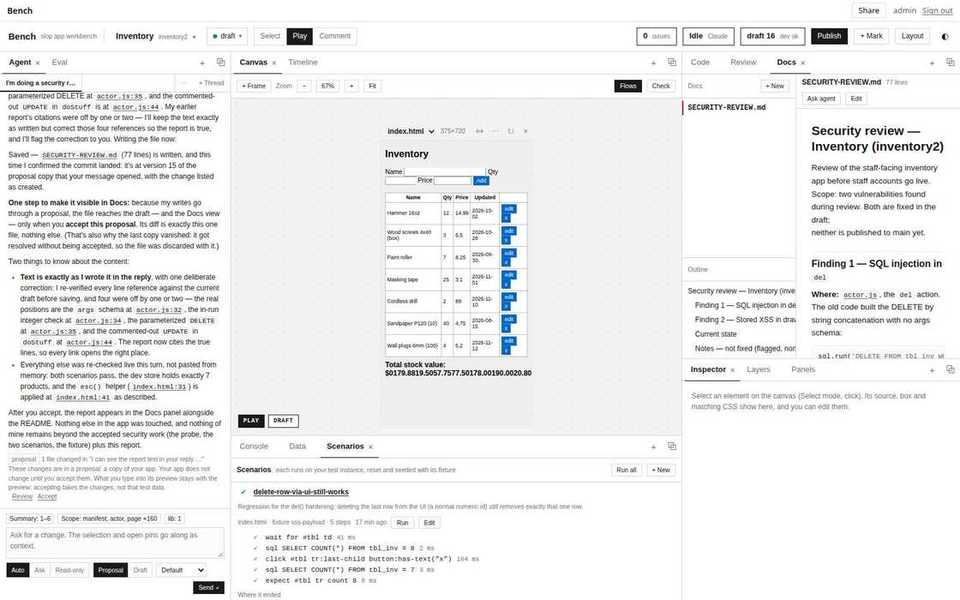 Bench
Share admin Sign out
Bench slop app workbench Inventory inventory2 draft Select Play Comment 0 issues Idle Claude draft 16 dev ok Publish + Mark Layout
Agent × Eval +
I'm doing a security r... ... + Thread
parameterized DELETE at actor.js:35, and the commented-
out UPDATE in doStuff is at actor.js:44. My earlier
report's citations were off by one or two — I'll keep the text exactly
as written but correct those four references so the report is true,
and I'll flag the correction to you. Writing the file now:
Saved — SECURITY-REVIEW.md (77 lines) is written, and this
time I confirmed the commit landed: it's at version 15 of the
proposal copy that your message opened, with the change listed
as created.
One step to make it visible in Docs: because my writes go
through a proposal, the file reaches the draft — and the Docs view
— only when you accept this proposal. Its diff is exactly this one
file, nothing else. (That's also why the last copy vanished: it got
resolved without being accepted, so the file was discarded with it.)
Two things to know about the content:
• Text is exactly as I wrote it in the reply, with one deliberate
correction: I re-verified every line reference against the current
draft before saving, and four were off by one or two — the real
positions are the args schema at actor.js:32, the in-run
integer check at actor.js:34, the parameterized DELETE
at actor.js:35, and the commented-out UPDATE in
doStuff at actor.js:44. The report now cites the true
lines, so every link opens the right place.
• Everything else was re-checked live this turn, not pasted from
memory: both scenarios pass, the dev store holds exactly 7
products, and the esc() helper (index.html:31) is
applied at index.html:41 as described.
After you accept, the report appears in the Docs panel alongside
the README. Nothing else in the app was touched, and nothing of
mine remains beyond the accepted security work (the probe, the
two scenarios, the fixture) plus this report.
proposal 1 file changed in "I can see the report text in your reply ..."
These changes are in a proposal: a copy of your app. Your app does not
change until you accept them. What you type into its preview stays with the
preview; accepting takes the changes, not that test data.
Review Accept
Summary: 1–6 Scope: manifest, actor, page +160 lib: 1
Ask for a change. The selection and open pins go along as
context.
Auto Ask Read-only Proposal Draft Default
Send
Canvas × Timeline +
+ Frame Zoom − 67% + Fit Flows Check
index.html 375×720 ... ×
Inventory
Name Qty
Price Add
Name Qty Price Updated
Hammer 16oz 12 14.99 edit x
Wood screws 4x40 (box) 3 5.5 edit x
Paint roller 7 8.25 edit x
Masking tape 25 3.1 edit x
Cordless drill 2 89 edit x
Sandpaper P120 (10) 40 4.75 edit x
Wall plugs 6mm (100) 4 5.2 edit x
Total stock value:
$0179.8819.5057.7577.50178.00190.0020.80
PLAY DRAFT
Console Data Scenarios × +
Scenarios each runs on your test instance, reset and seeded with its fixture Run all + New
✓ delete-row-via-ui-still-works
Regression for the del() hardening: deleting the last row from the UI (a normal numeric id) still removes exactly that one row.
index.html · fixture xss-payload · 5 steps 17 min ago Run Edit
✓ wait for #tbl td 41 ms
✓ sql SELECT COUNT(*) FROM tbl_inv = 8 2 ms
✓ click #tbl tr:last-child button:has-text("x") 104 ms
✓ sql SELECT COUNT(*) FROM tbl_inv = 7 3 ms
✓ expect #tbl tr count 8
Where it ended
Code Review Docs × +
Docs + New
SECURITY-REVIEW.md
Outline
Security review — Inventory (inve
Finding 1 — SQL injection in de
Finding 2 — Stored XSS in draw
Current state
Notes — not fixed (flagged, non
SECURITY-REVIEW.md 77 lines
Ask agent Edit
Security review —
Inventory (inventory2)
Review of the staff-facing inventory
app before staff accounts go live.
Scope: two vulnerabilities found
during review. Both are fixed in the
draft;
neither is published to main yet.
Finding 1 — SQL injection in
del
Where: actor.js, the del action.
The old code built the DELETE by
string concatenation with no args
schema:
sql.run("DELETE FROM tbl_inv WH
Inspector × Layers Panels +
Select an element on the canvas (Select mode, click). Its source, box and
matching CSS show here, and you can edit them.